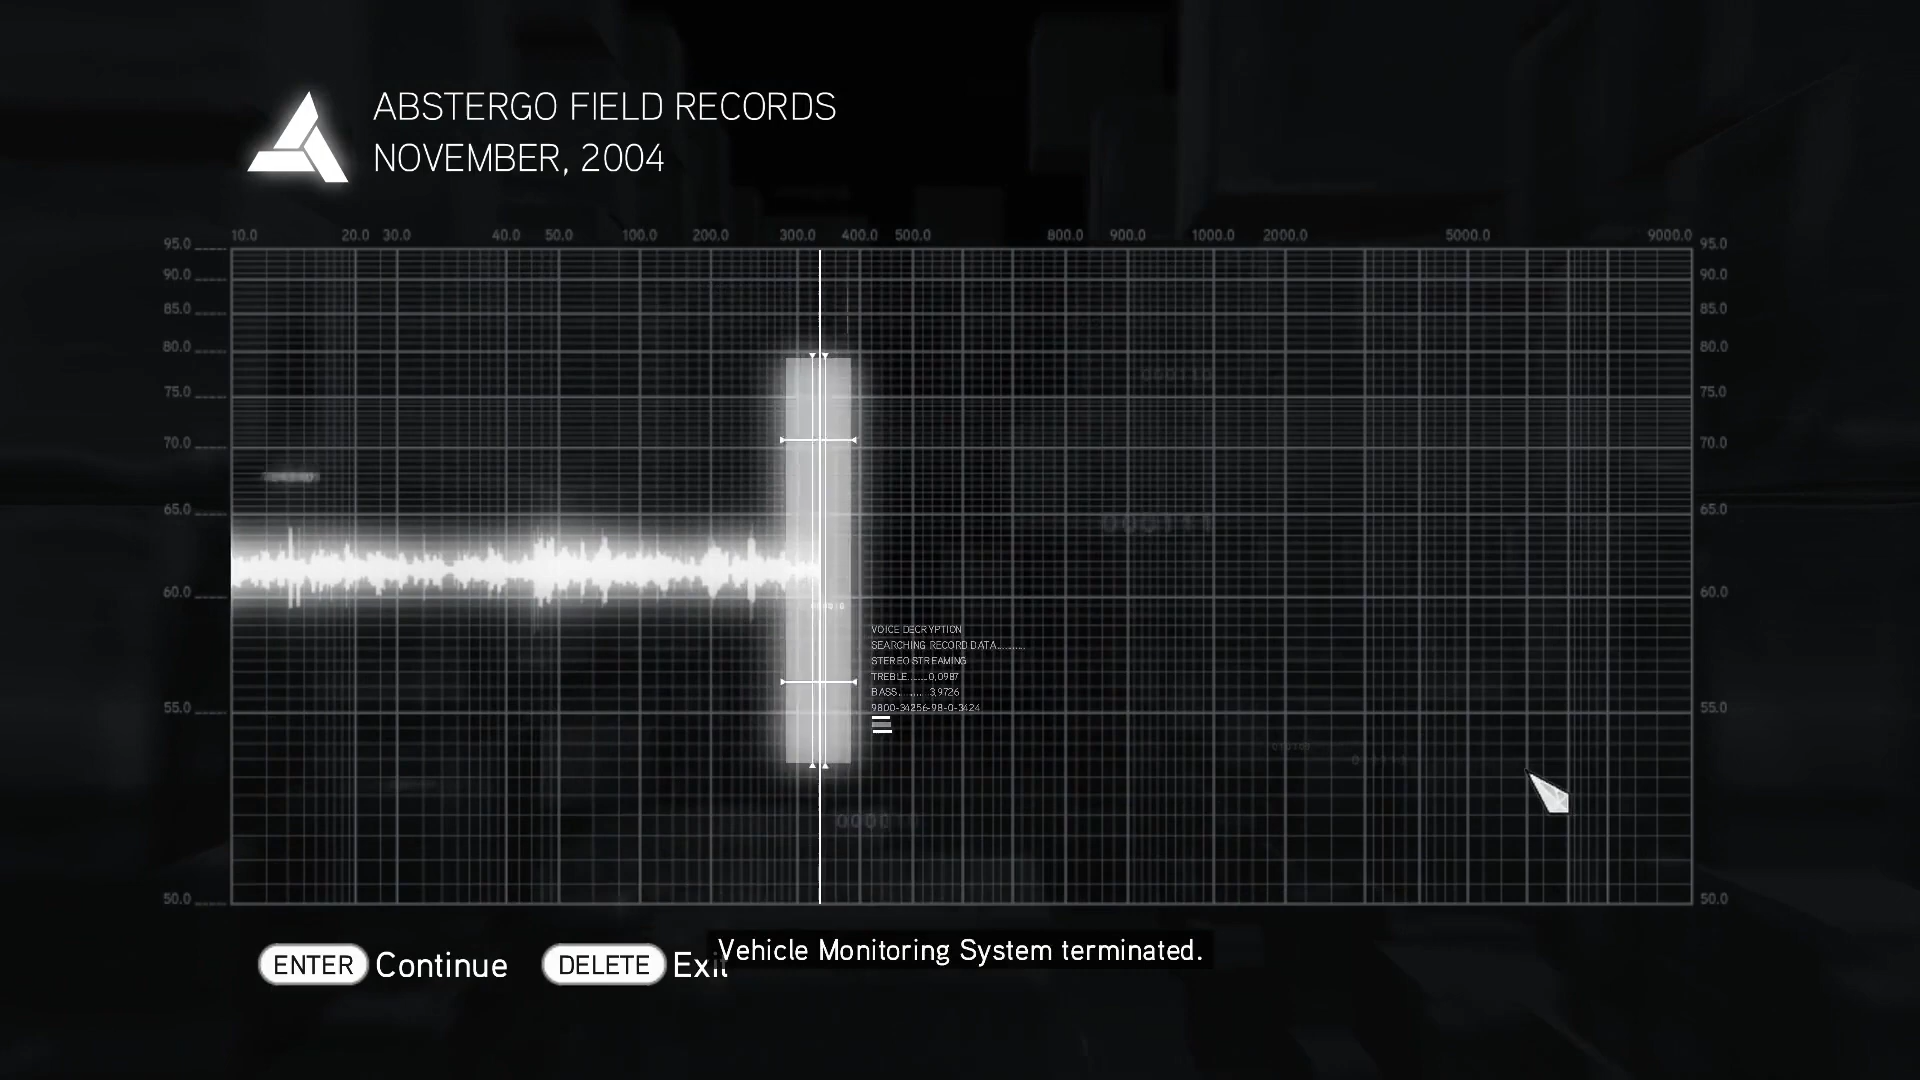 ABSTERGO FIELD RECORDS
NOVEMBER, 2004
10.0 20.0 30.0 40.0 50.0 100.0 200.0 300.0 400.0 500.0 800.0 900.0 1000.0 2000.0 5000.0 9000.0
95.0 95.0
90.0 90.0
85.0 85.0
80.0 80.0
000110
75.0 75.0
70.0 70.0
65.0 65.0
000111
60.0 60.0
VOICE DECRYPTION
SEARCHING RECORD DATA..........
STEREO STREAMING
TREBLE......0,0987
BASS........3,9726
9800-34256-98-0-3424
55.0 55.0
50.0 50.0
Vehicle Monitoring System terminated.
ENTER Continue DELETE Exit